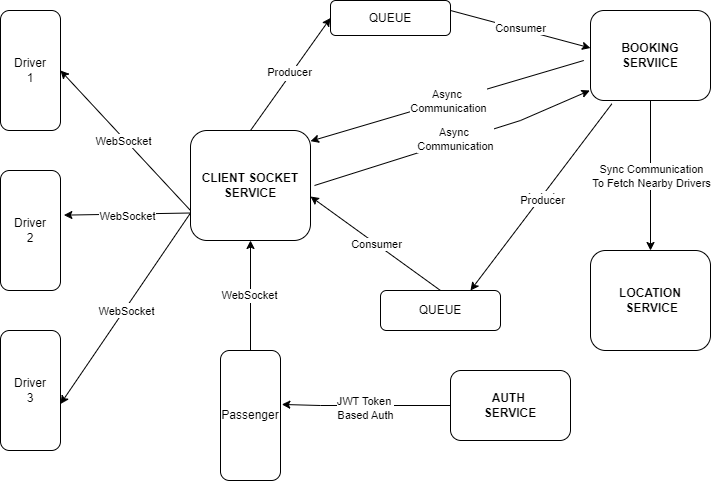 QUEUE
Consumer
BOOKING
SERVIICE
Driver
1
Producer
Async
Communication
Async
Communication
WebSocket
CLIENT SOCKET
SERVICE
Sync Communication
To Fetch Nearby Drivers
Producer
Driver
2
WebSocket
Consumer
WebSocket
LOCATION
SERVICE
QUEUE
WebSocket
Driver
3
Passenger
JWT Token
Based Auth
AUTH
SERVICE